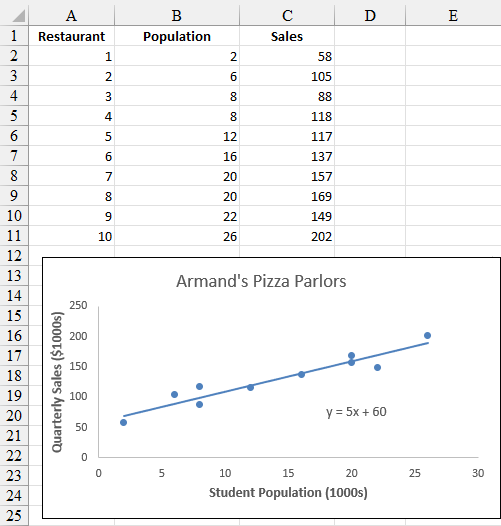 A B C D E
1 Restaurant Population Sales
2 1 2 58
3 2 6 105
4 3 8 88
5 4 8 118
6 5 12 117
7 6 16 137
8 7 20 157
9 8 20 169
10 9 22 149
11 10 26 202
12
13 Armand's Pizza Parlors
14
15 250
16 200
17
18 150
19 100
20 y = 5x + 60
21 50
22 0
23 0 5 10 15 20 25 30
24 Student Population (1000s)
25
Quarterly Sales ($1000s)